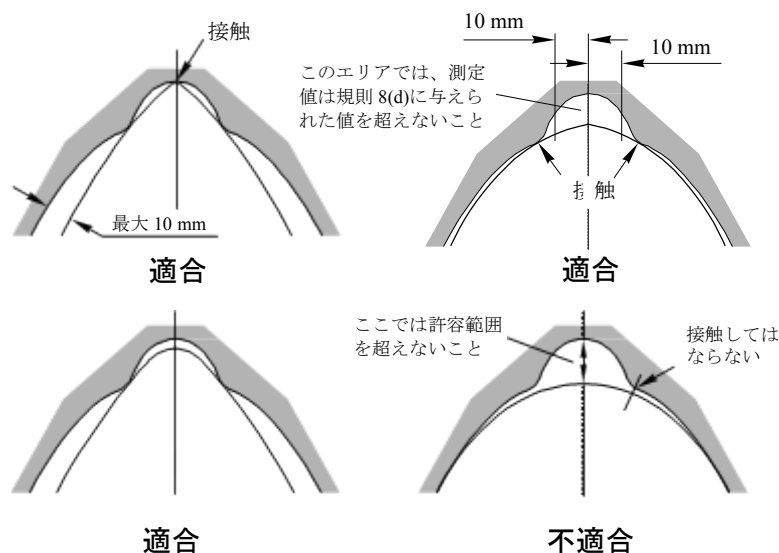 接触
10 mm
10 mm
このエリアでは、測定
値は規則 8(d)に与えら
れた値を超えないこと
接 触
最大 10 mm
適合
適合
ここでは許容範囲
を超えないこと
接触しては
ならない
適合
不適合